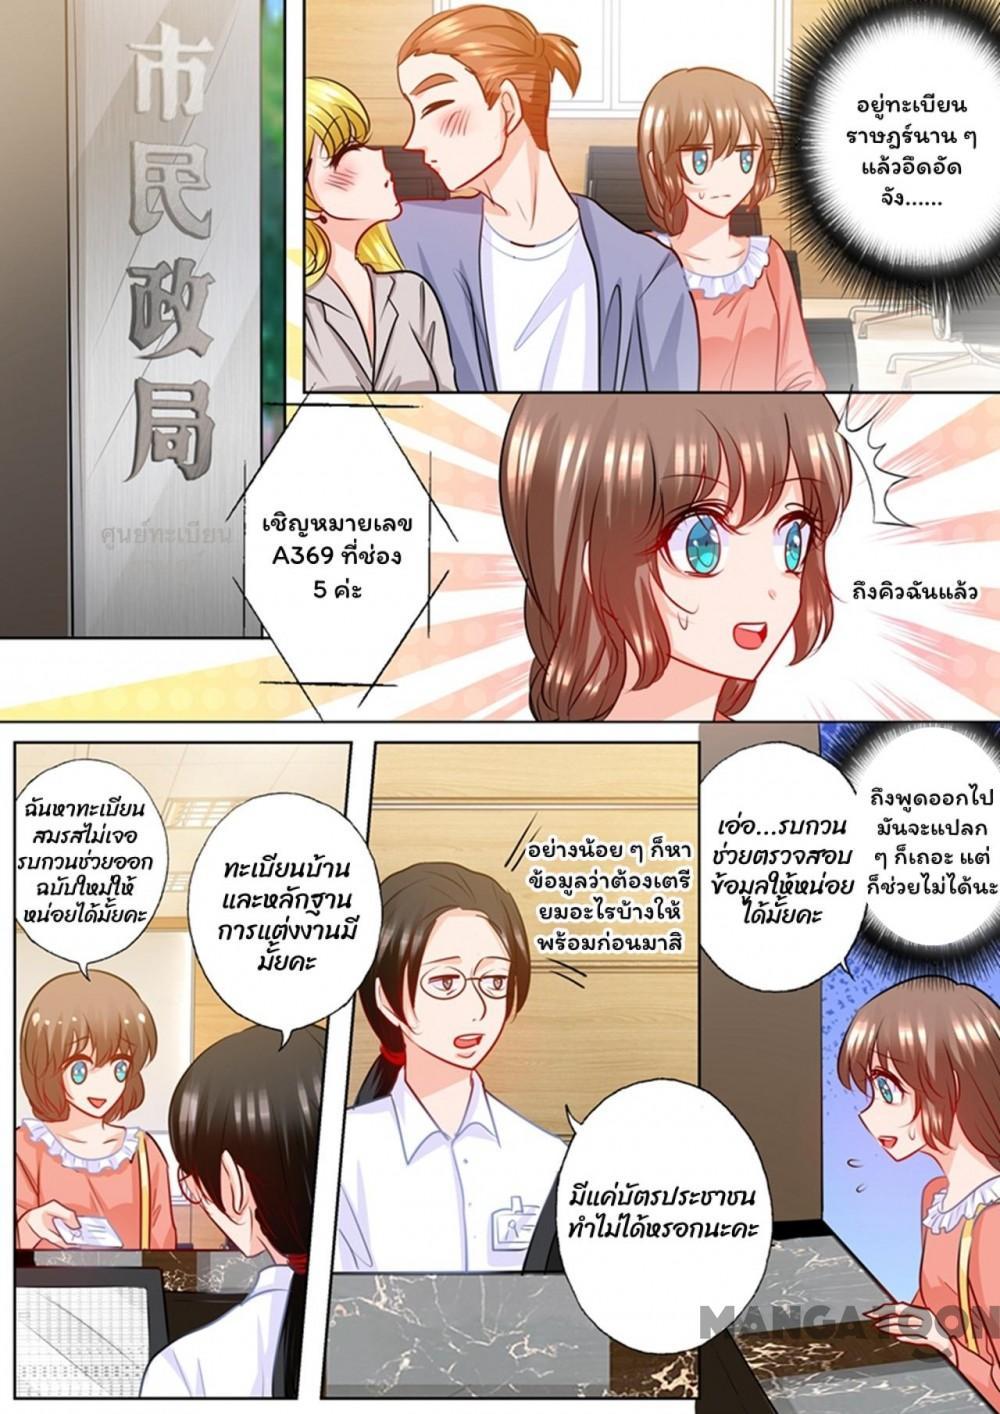 市
民
政
局
ศูนย์ทะเบียน
อยู่ทะเบียน
ราษฎร์นาน ๆ
แล้วอึดอัด
จัง......
เชิญหมายเลข
A369 ที่ช่อง
5 ค่ะ
ถึงคิวฉันแล้ว
ฉันหาทะเบียน
สมรสไม่เจอ
รบกวนช่วยออก
ฉบับใหม่ให้
หน่อยได้มั้ยคะ
ทะเบียนบ้าน
และหลักฐาน
การแต่งงานมี
มั้ยคะ
อย่างน้อย ๆ ก็หา
ข้อมูลว่าต้องเตรี
ยมอะไรบ้างให้
พร้อมก่อนมาสิ
เอ่อ...รบกวน
ช่วยตรวจสอบ
ข้อมูลให้หน่อย
ได้มั้ยคะ
ถึงพูดออกไป
มันจะแปลก
ๆ ก็เถอะ แต่
ก็ช่วยไม่ได้นะ
มีแค่บัตรประชาชน
ทำไม่ได้หรอกนะคะ
MANGATOON